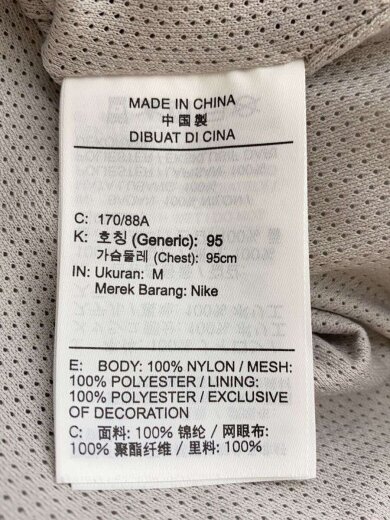 MADE IN CHINA
中国製
DIBUAT DI CINA
C: 170/88A
K: 호칭 (Generic): 95
가슴둘레 (Chest): 95cm
IN: Ukuran: M
Merek Barang: Nike
E: BODY: 100% NYLON / MESH:
100% POLYESTER / LINING:
100% POLYESTER / EXCLUSIVE
OF DECORATION
C: 面料: 100% 锦纶 / 网眼布:
100% 聚酯纤维 / 里料: 100%